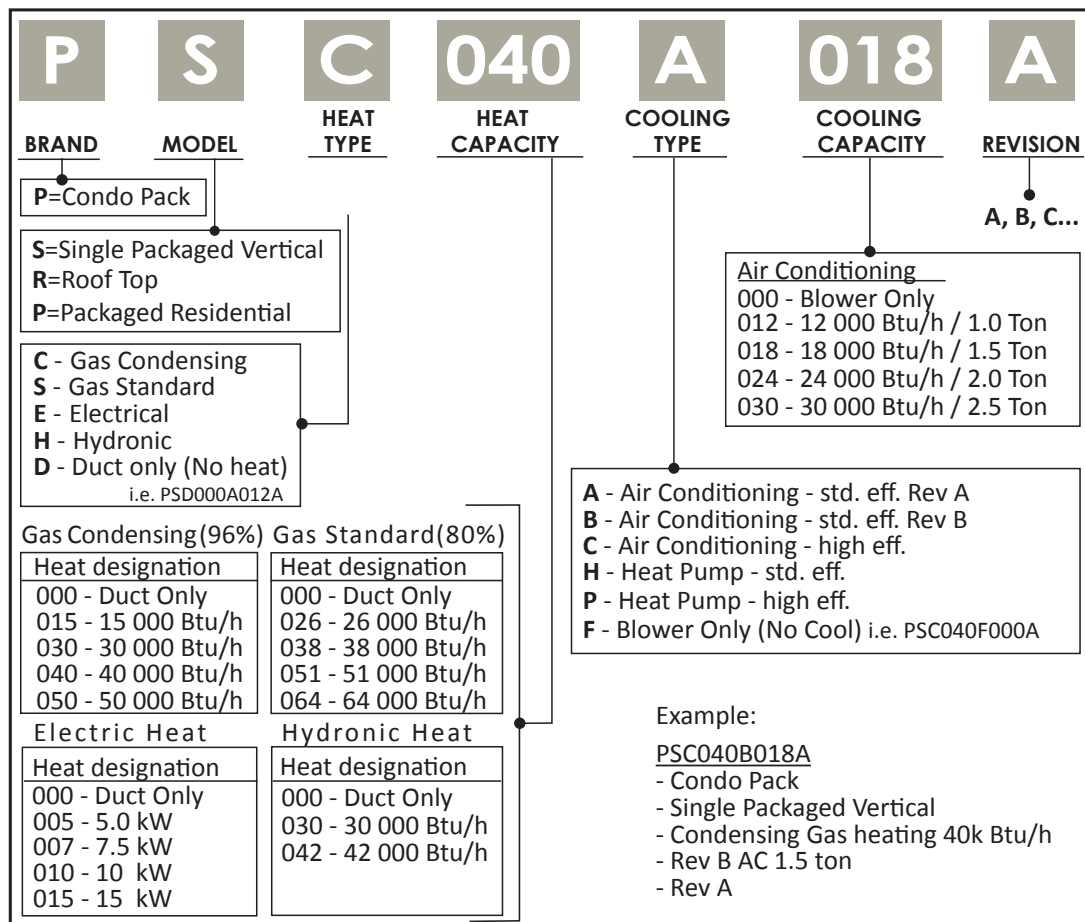 P S C 040 A 018 A
BRAND
MODEL
HEAT
TYPE
HEAT
CAPACITY
COOLING
TYPE
COOLING
CAPACITY
REVISION
P=Condo Pack
A, B, C...
S=Single Packaged Vertical
R=Roof Top
P=Packaged Residential
Air Conditioning
000 - Blower Only
012 - 12 000 Btu/h / 1.0 Ton
018 - 18 000 Btu/h / 1.5 Ton
024 - 24 000 Btu/h / 2.0 Ton
030 - 30 000 Btu/h / 2.5 Ton
C - Gas Condensing
S - Gas Standard
E - Electrical
H - Hydronic
D - Duct only (No heat)
i.e. PSD000A012A
A - Air Conditioning - std. eff. Rev A
B - Air Conditioning - std. eff. Rev B
C - Air Conditioning - high eff.
H - Heat Pump - std. eff.
P - Heat Pump - high eff.
F - Blower Only (No Cool) i.e. PSC040F000A
Gas Condensing(96%)
Heat designation
000 - Duct Only
015 - 15 000 Btu/h
030 - 30 000 Btu/h
040 - 40 000 Btu/h
050 - 50 000 Btu/h
Gas Standard(80%)
Heat designation
000 - Duct Only
026 - 26 000 Btu/h
038 - 38 000 Btu/h
051 - 51 000 Btu/h
064 - 64 000 Btu/h
Electric Heat
Heat designation
000 - Duct Only
005 - 5.0 kW
007 - 7.5 kW
010 - 10 kW
015 - 15 kW
Hydronic Heat
Heat designation
000 - Duct Only
030 - 30 000 Btu/h
042 - 42 000 Btu/h
Example:
PSC040B018A
- Condo Pack
- Single Packaged Vertical
- Condensing Gas heating 40k Btu/h
- Rev B AC 1.5 ton
- Rev A